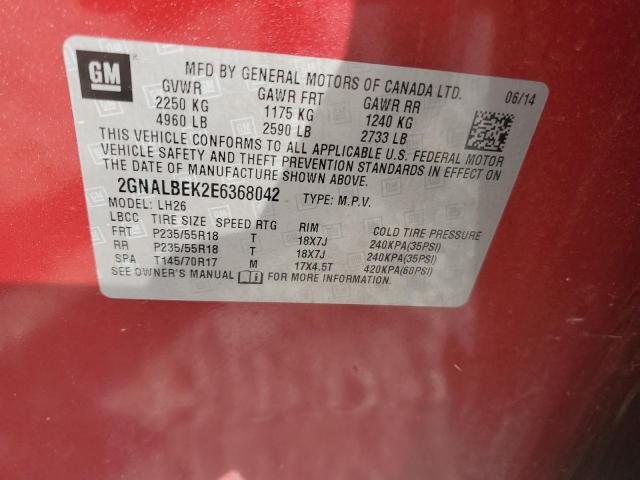 GM
MFD BY GENERAL MOTORS OF CANADA LTD. 06/14
GVWR GAWR FRT GAWR RR
2250 KG 1175 KG 1240 KG
4960 LB 2590 LB 2733 LB
THIS VEHICLE CONFORMS TO ALL APPLICABLE U.S. FEDERAL MOTOR
VEHICLE SAFETY AND THEFT PREVENTION STANDARDS IN EFFECT ON
THE DATE OF MANUFACTURE SHOWN ABOVE.
2GNALBEK2E6368042 TYPE: M.P.V.
MODEL: LH26
LBCC TIRE SIZE SPEED RTG RIM COLD TIRE PRESSURE
FRT P235/55R18 T 18X7J 240KPA(35PSI)
RR P235/55R18 T 18X7J 240KPA(35PSI)
SPA T145/70R17 M 17X4.5T 420KPA(60PSI)
SEE OWNER'S MANUAL FOR MORE INFORMATION